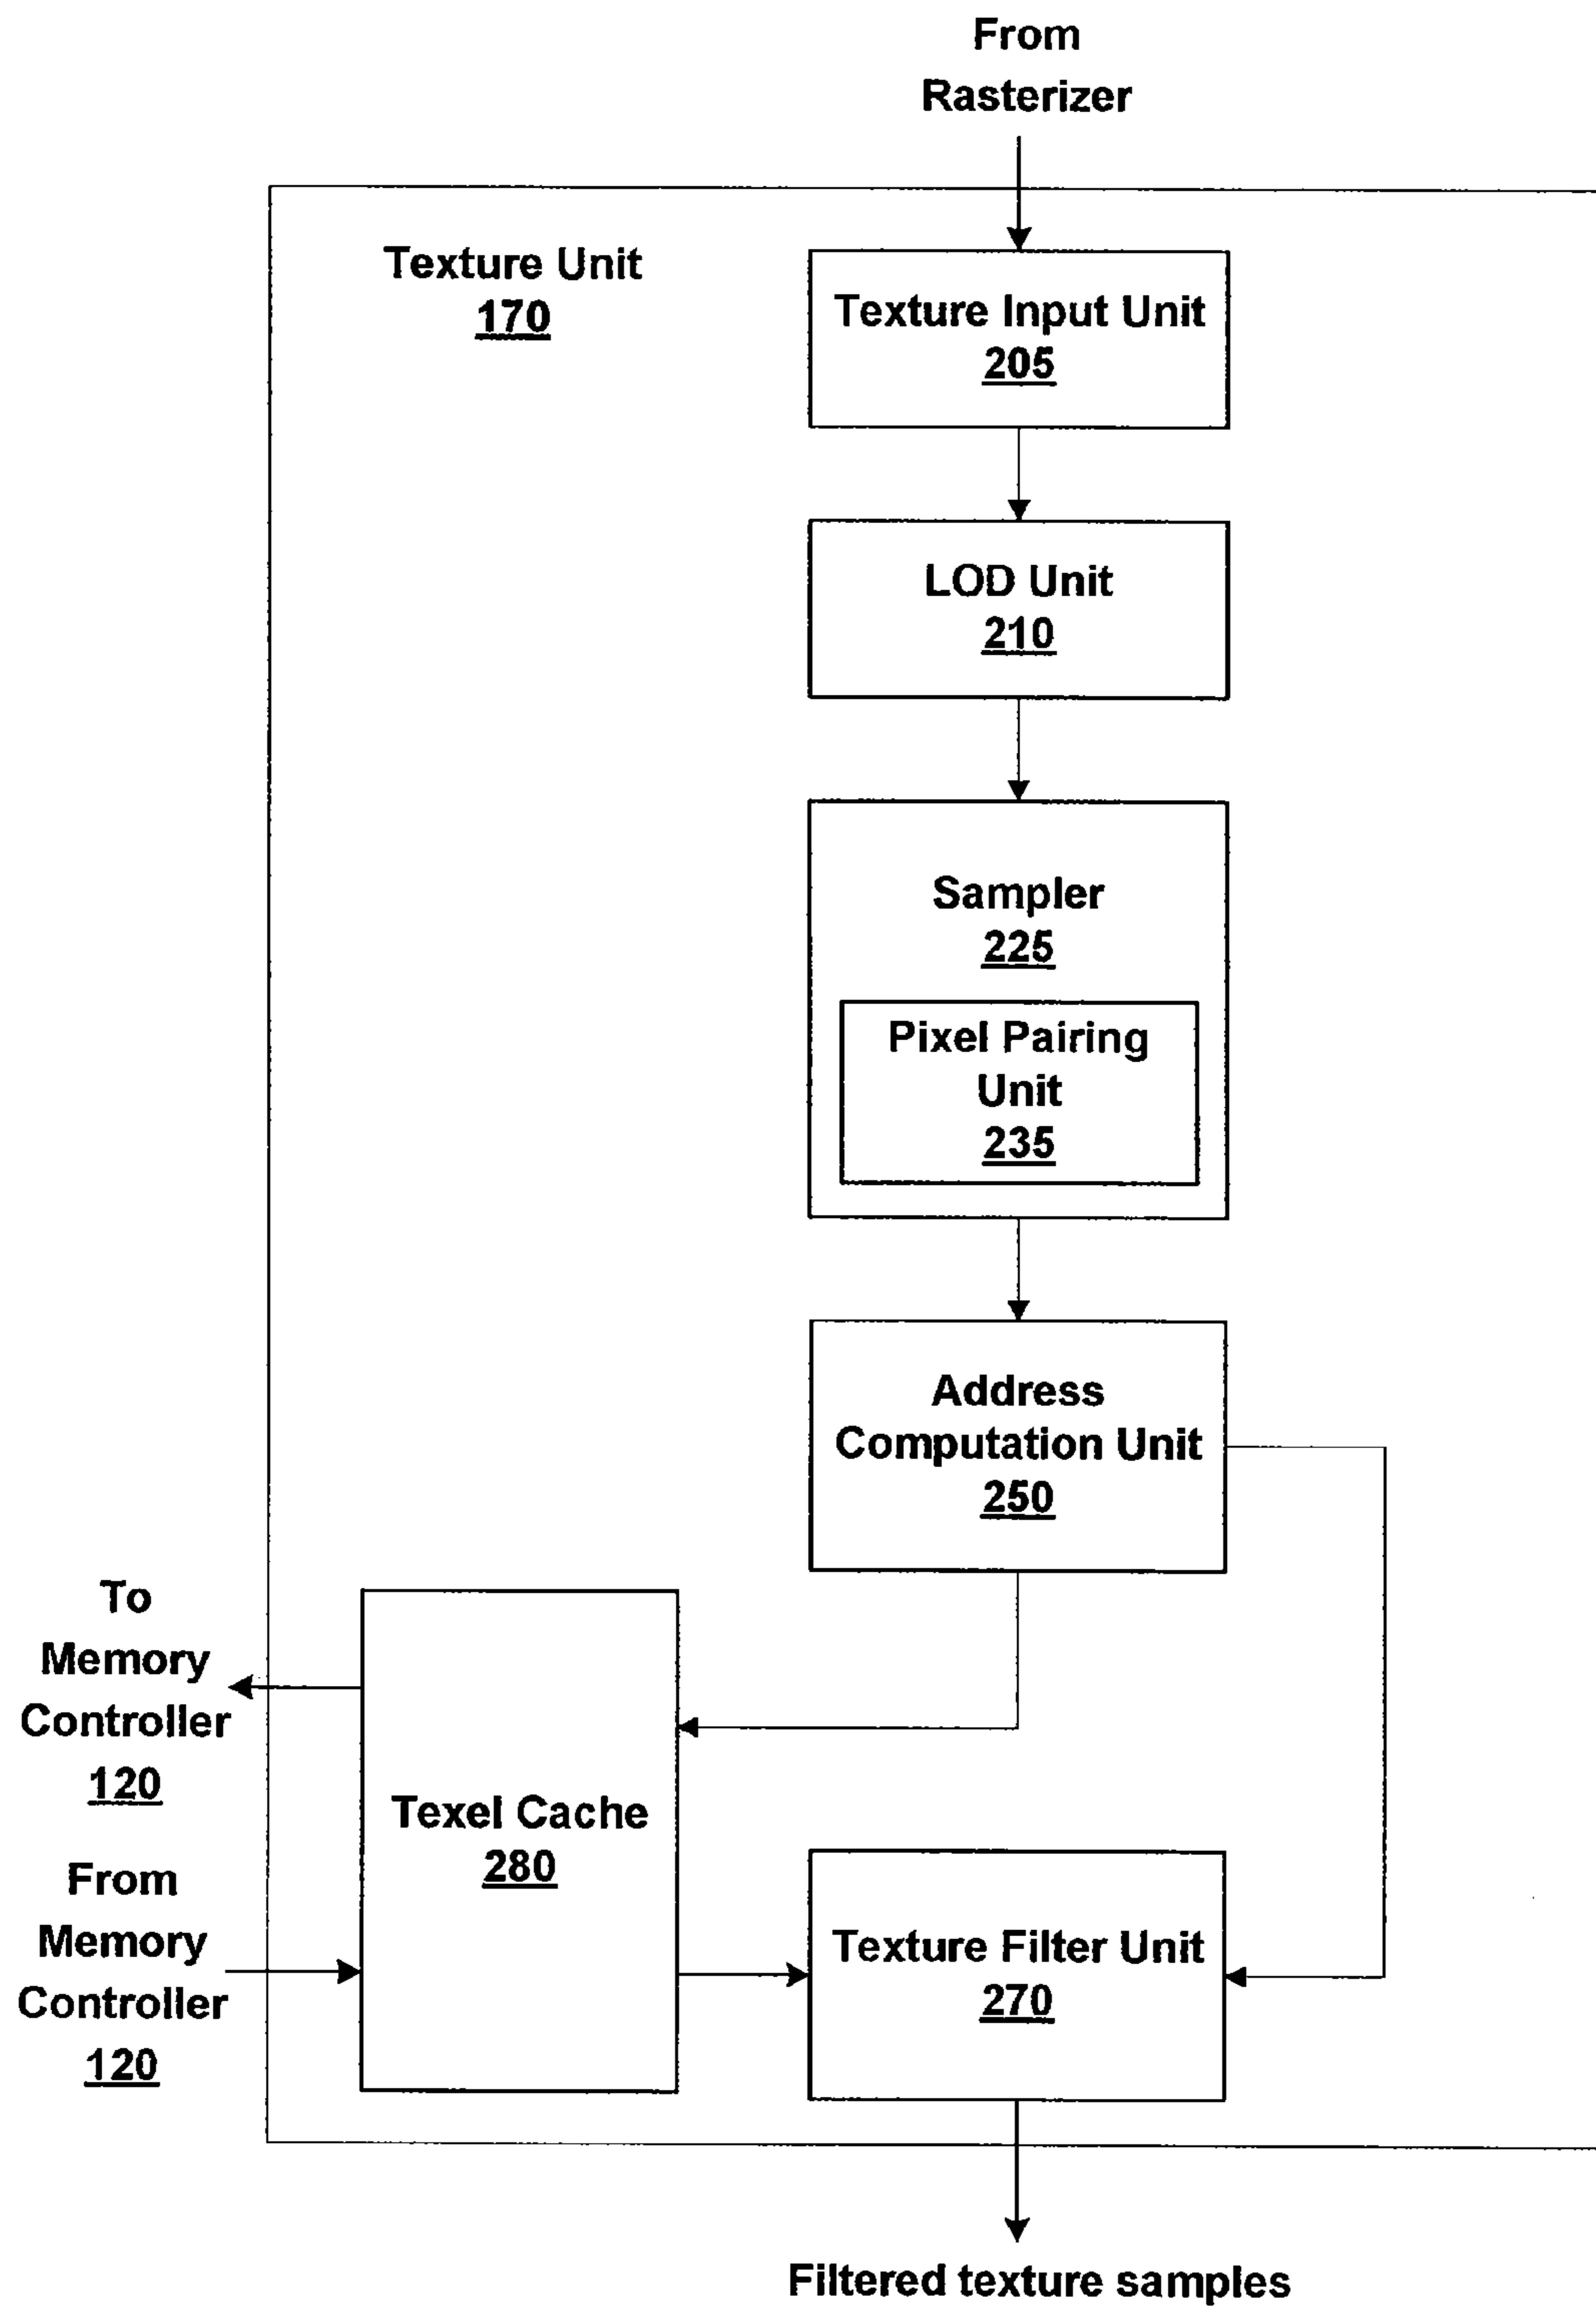 From
Rasterizer
Texture Unit
170
Texture Input Unit
205
LOD Unit
210
Sampler
225
Pixel Pairing
Unit
235
Address
Computation Unit
250
To
Memory
Controller
120
Texel Cache
280
From
Memory
Controller
120
Texture Filter Unit
270
Filtered texture samples